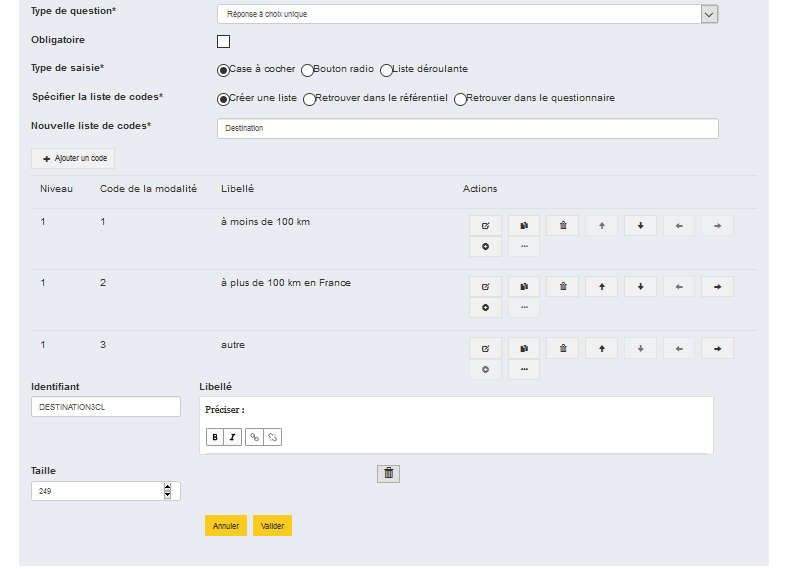 Type de question*
Réponse à choix unique
Obligatoire
Type de saisie*
Case à cocher Bouton radio Liste déroulante
Spécifier la liste de codes*
Créer une liste Retrouver dans le référentiel Retrouver dans le questionnaire
Nouvelle liste de codes*
Destination
+ Ajouter un code
Niveau Code de la modalité Libellé Actions
1 1 à moins de 100 km
...
1 2 à plus de 100 km en France
...
1 3 autre
...
Identifiant Libellé
DESTINATION3CL
Préciser :
B I
Taille
249
Annuler Valider